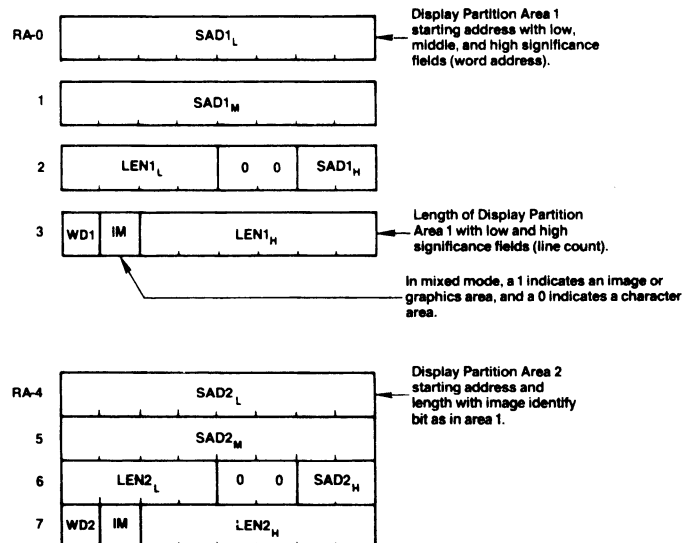 Display Partition Area 1
starting address with low,
middle, and high significance
fields (word address).
RA-0 SAD1L
1 SAD1M
2 LEN1L 0 0 SAD1H
3 WD1 IM LEN1H
Length of Display Partition
Area 1 with low and high
significance fields (line count).
In mixed mode, a 1 indicates an image or
graphics area, and a 0 indicates a character
area.
Display Partition Area 2
starting address and
length with image identify
bit as in area 1.
RA-4 SAD2L
5 SAD2M
6 LEN2L 0 0 SAD2H
7 WD2 IM LEN2H